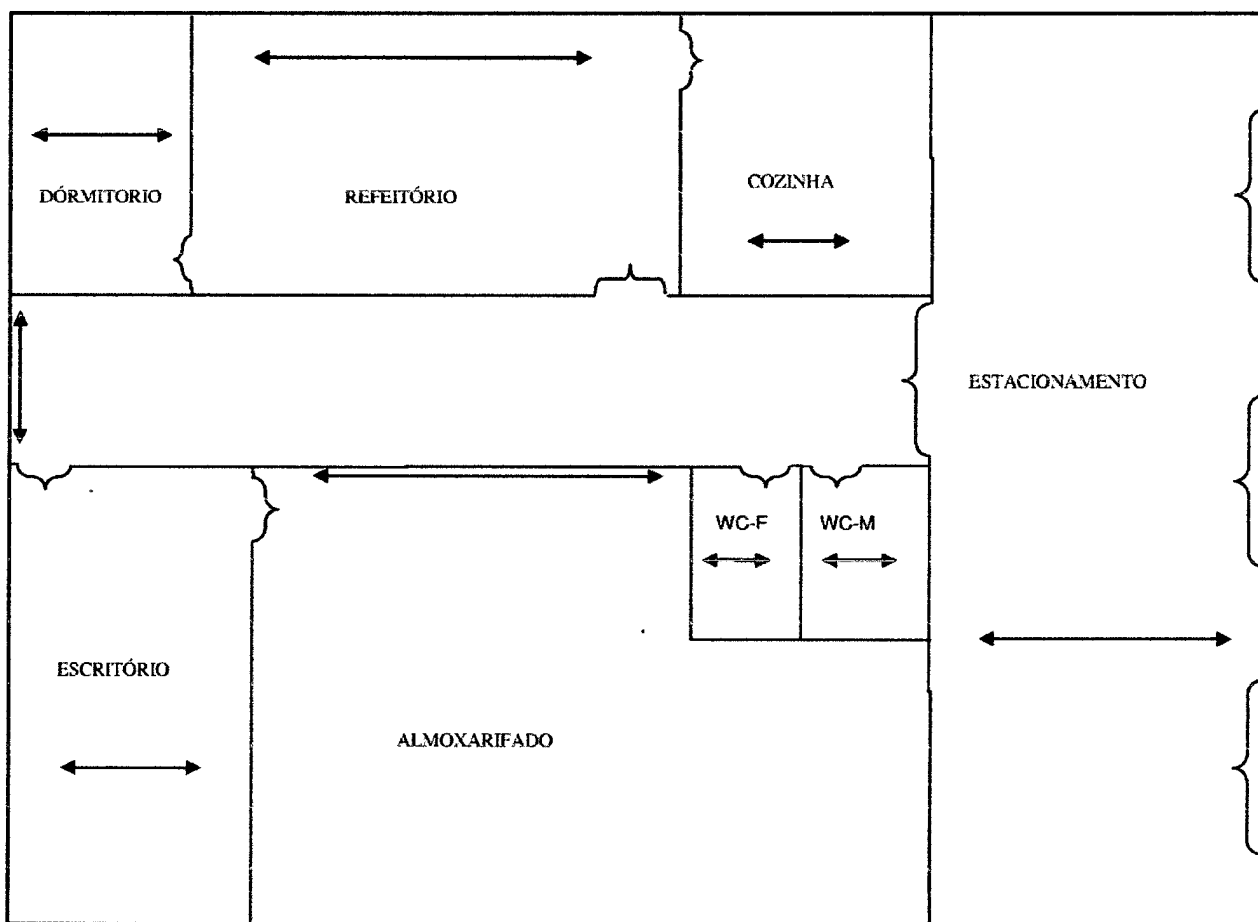 DÓRMITORIO
REFEITÓRIO
COZINHA
ESTACIONAMENTO
WC-F
WC-M
ESCRITÓRIO
ALMOXARIFADO